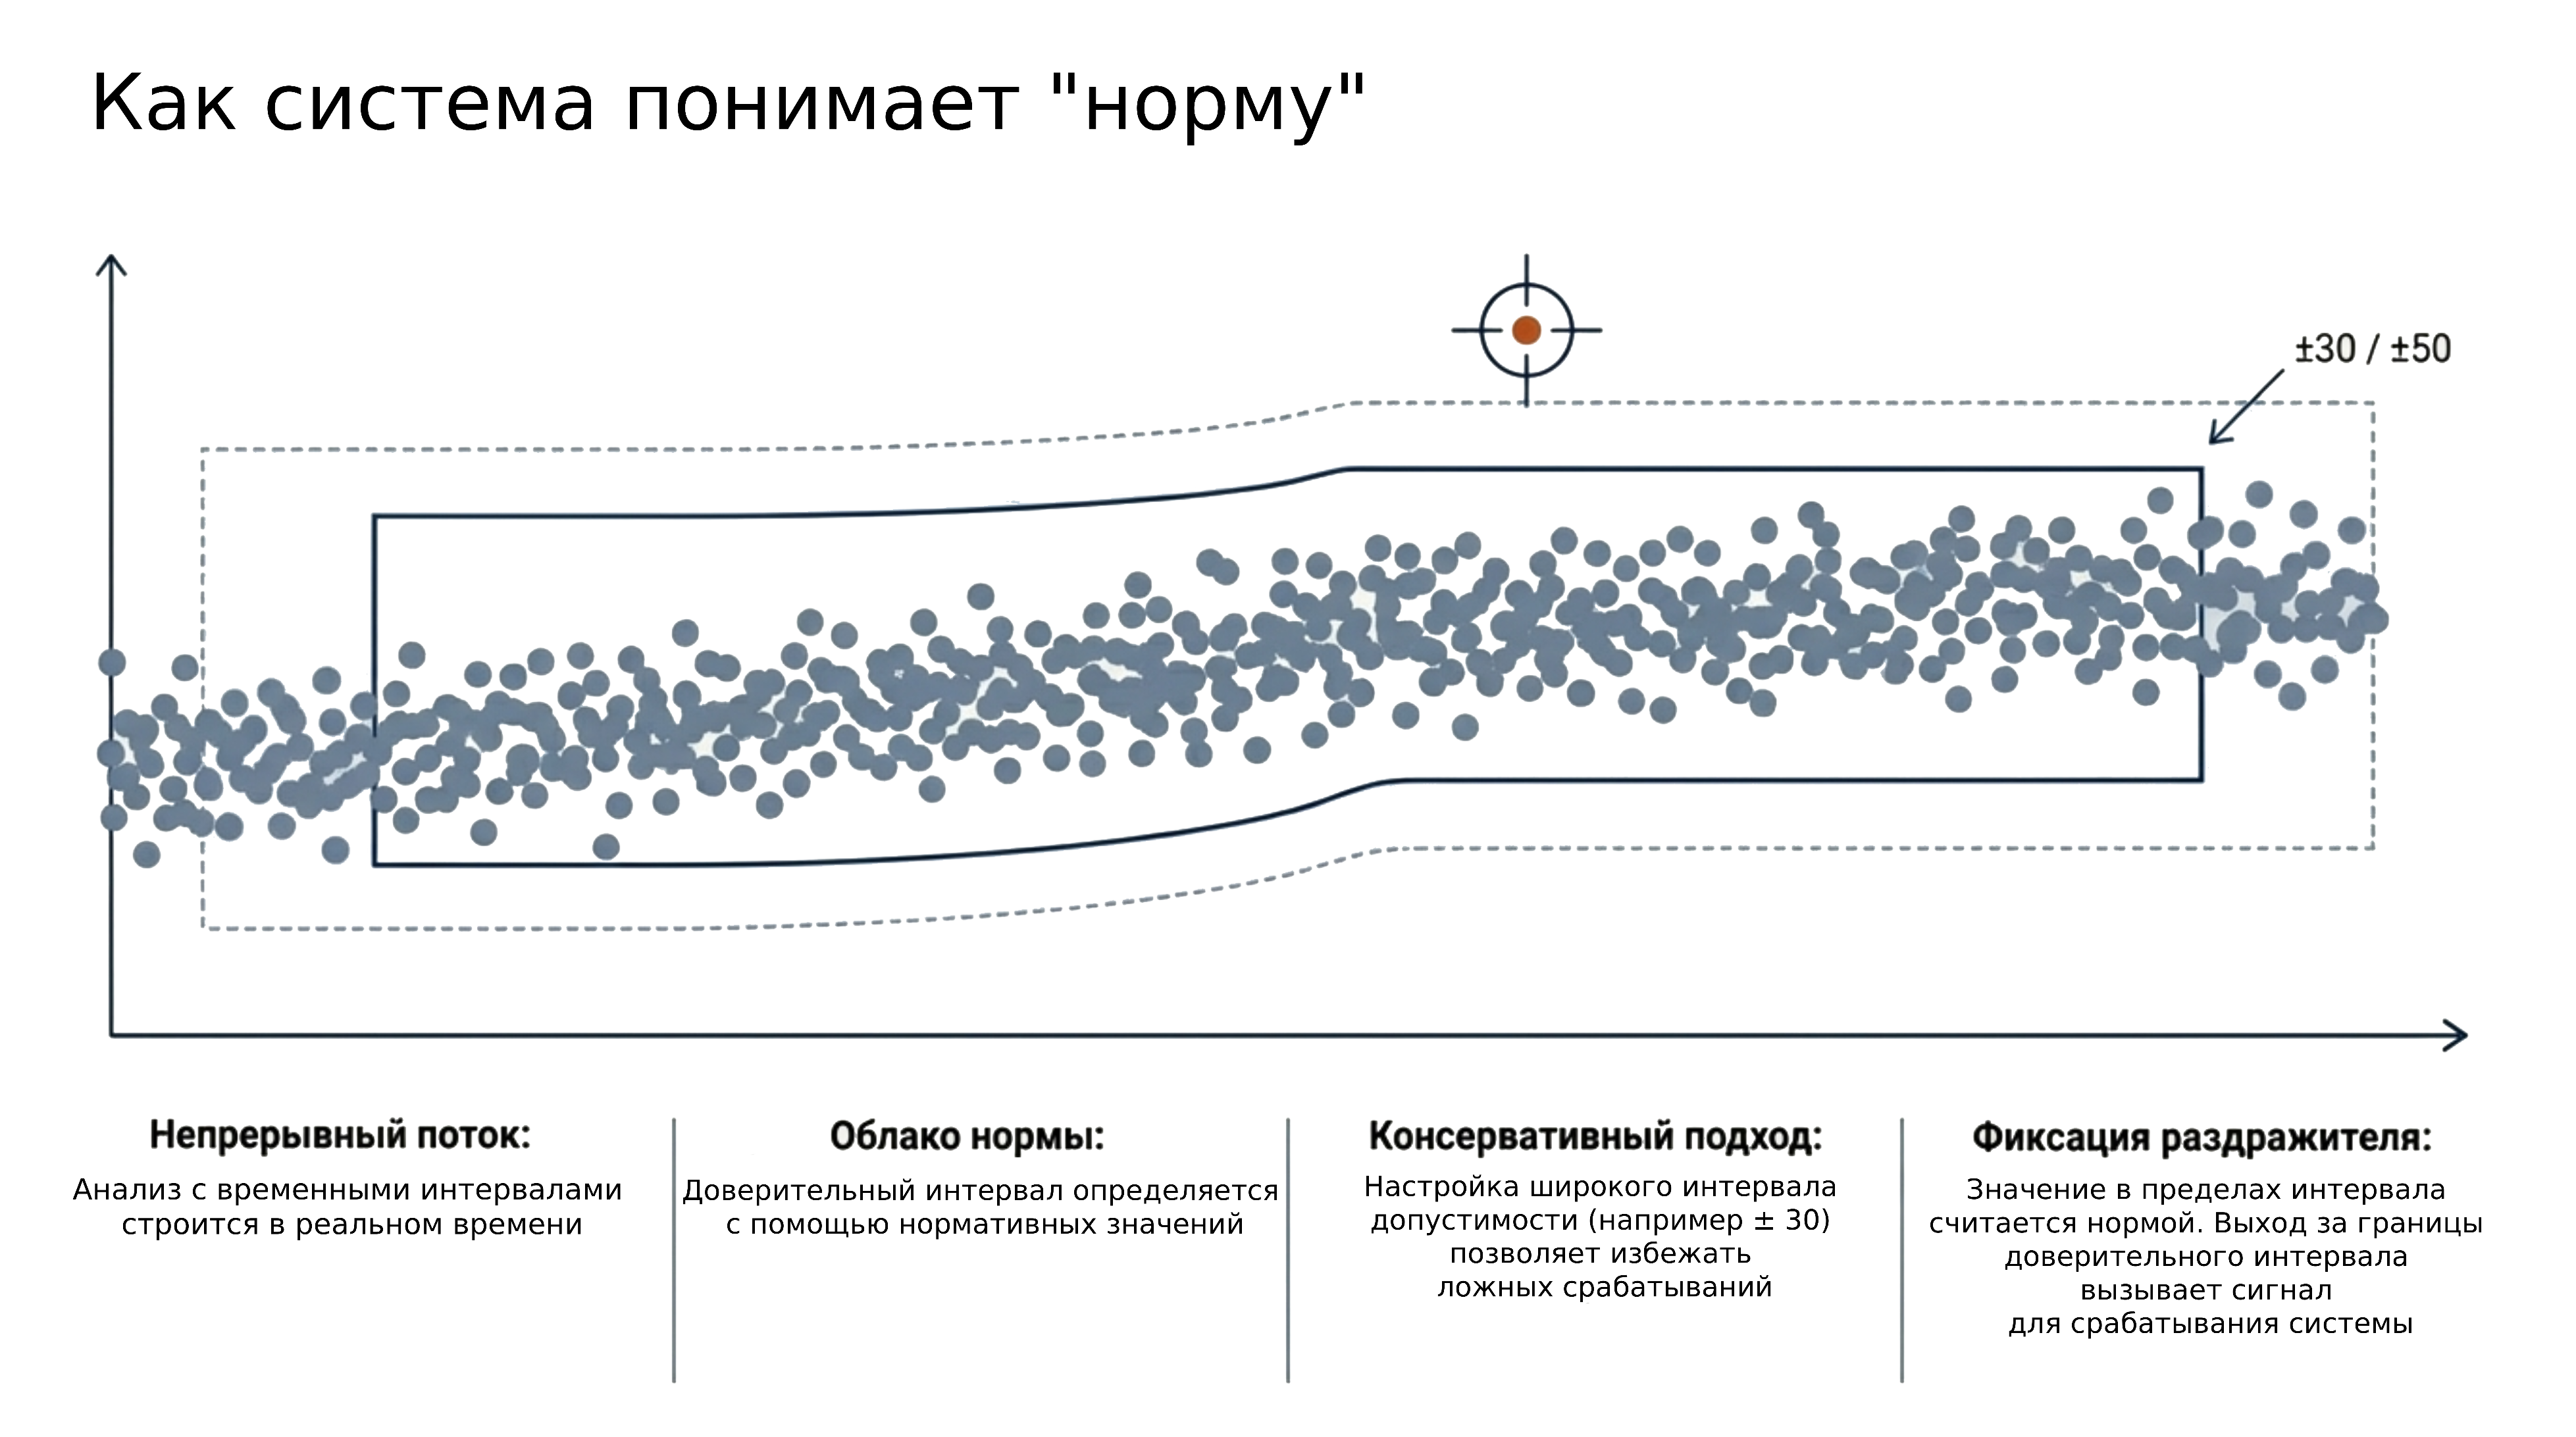 Как система понимает "норму"
±30 / ±50
Непрерывный поток:
Анализ с временными интервалами
строится в реальном времени
Облако нормы:
Доверительный интервал определяется
с помощью нормативных значений
Консервативный подход:
Настройка широкого интервала
допустимости (например ± 30)
позволяет избежать
ложных срабатываний
Фиксация раздражителя:
Значение в пределах интервала
считается нормой. Выход за границы
доверительного интервала
вызывает сигнал
для срабатывания системы